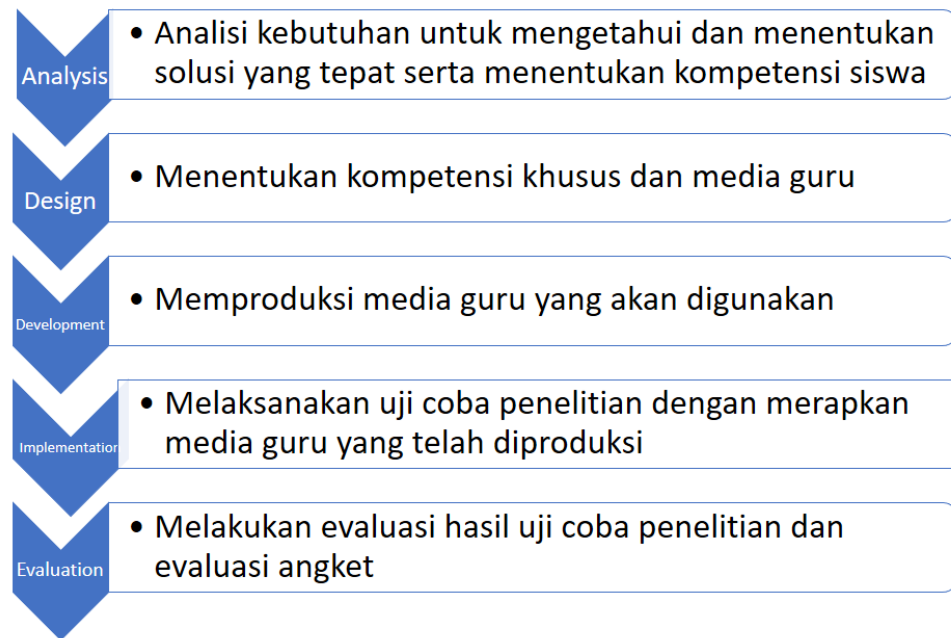 Analysis
• Analisi kebutuhan untuk mengetahui dan menentukan
solusi yang tepat serta menentukan kompetensi siswa
Design
• Menentukan kompetensi khusus dan media guru
Development
• Memproduksi media guru yang akan digunakan
Implementation
• Melaksanakan uji coba penelitian dengan merapkan
media guru yang telah diproduksi
Evaluation
• Melakukan evaluasi hasil uji coba penelitian dan
evaluasi angket